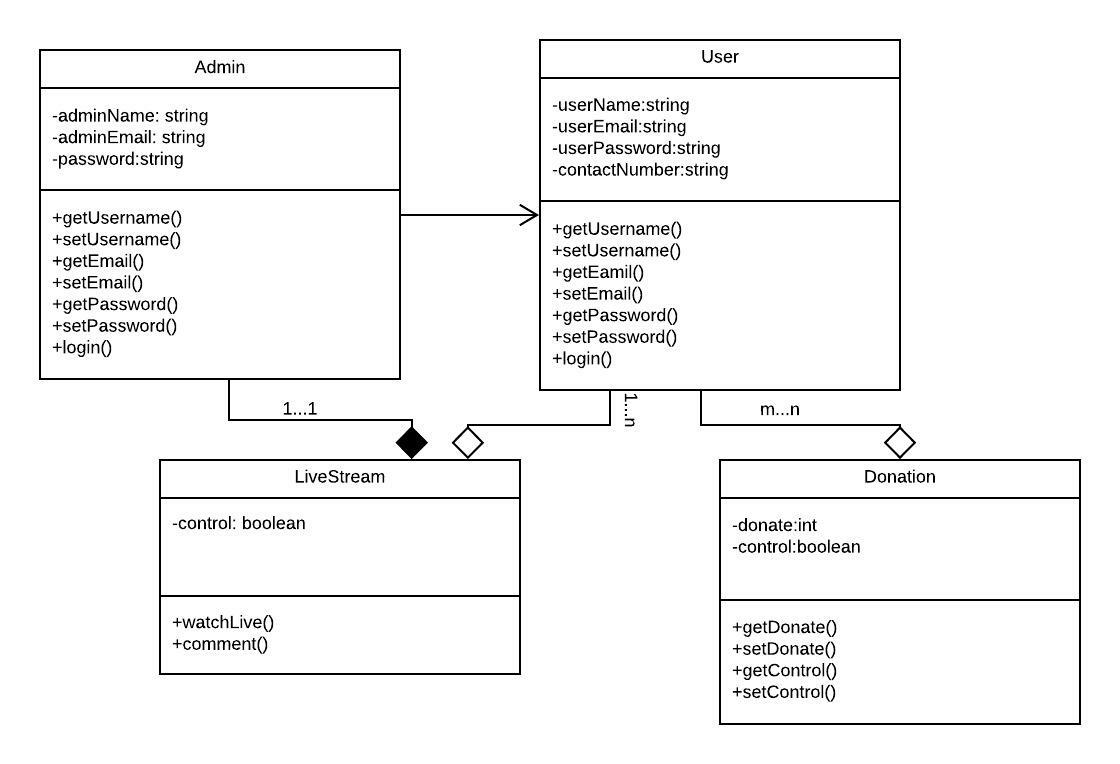 Admin
-adminName: string
-adminEmail: string
-password:string
+getUsername()
+setUsername()
+getEmail()
+setEmail()
+getPassword()
+setPassword()
+login()
User
-userName:string
-userEmail:string
-userPassword:string
-contactNumber:string
+getUsername()
+setUsername()
+getEamil()
+setEmail()
+getPassword()
+setPassword()
+login()
1...1
1...n
m...n
LiveStream
-control: boolean
+watchLive()
+comment()
Donation
-donate:int
-control:boolean
+getDonate()
+setDonate()
+getControl()
+setControl()